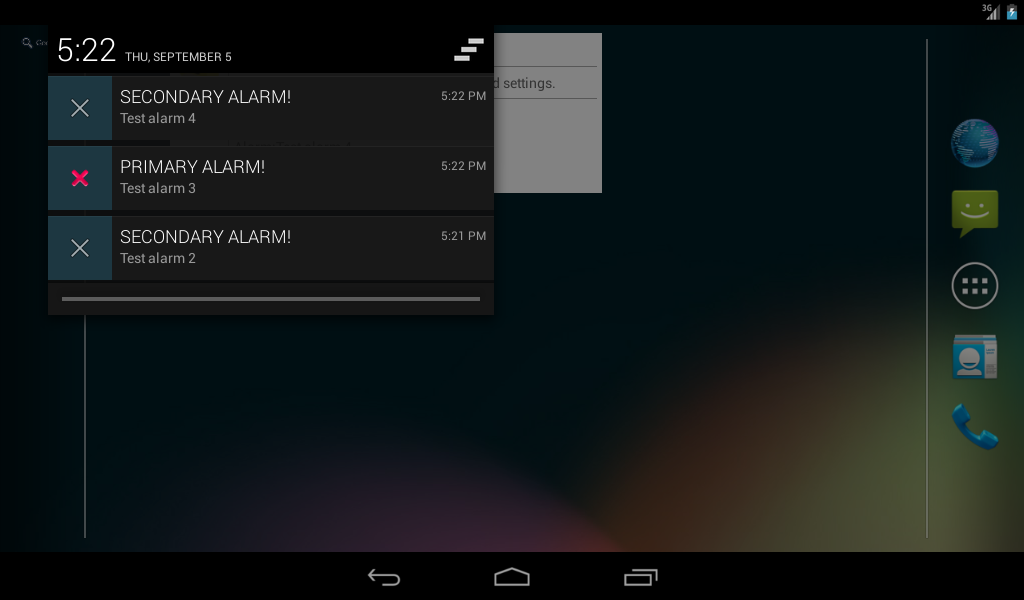 3G
5:22 THU, SEPTEMBER 5
SECONDARY ALARM! 5:22 PM
Test alarm 4
PRIMARY ALARM! 5:22 PM
Test alarm 3
SECONDARY ALARM! 5:21 PM
Test alarm 2
settings.